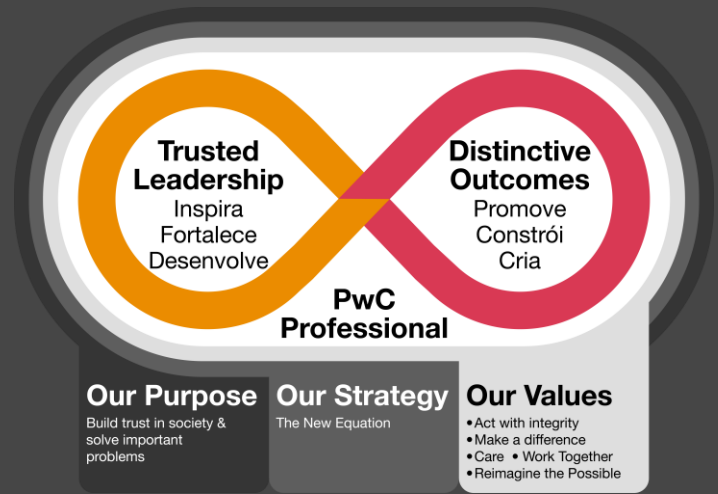 Trusted
Leadership
Inspira
Fortalece
Desenvolve
Distinctive
Outcomes
Promove
Constrói
Cria
PwC
Professional
Our Purpose
Build trust in society &
solve important
problems
Our Strategy
The New Equation
Our Values
• Act with integrity
• Make a difference
• Care • Work Together
• Reimagine the Possible